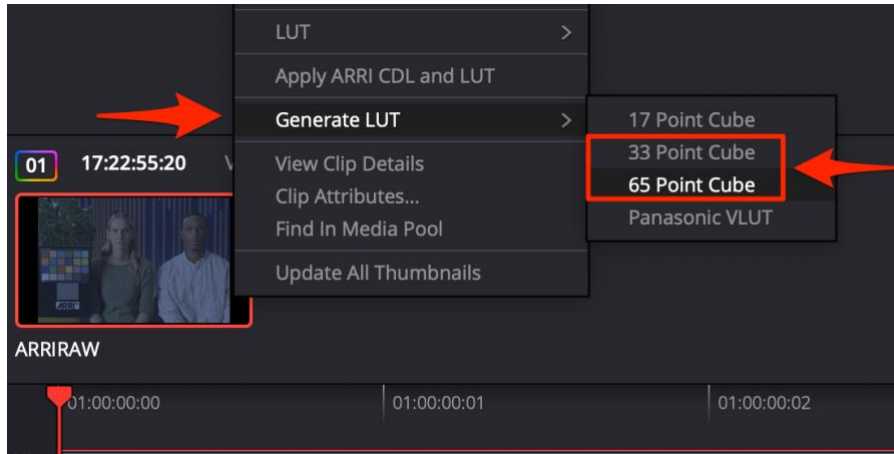 LUT
Apply ARRI CDL and LUT
Generate LUT
17 Point Cube
33 Point Cube
65 Point Cube
Panasonic VLUT
View Clip Details
Clip Attributes...
Find In Media Pool
Update All Thumbnails
01 17:22:55:20 V
ARRI
ARRIRAW
01:00:00:00 01:00:00:01 01:00:00:02